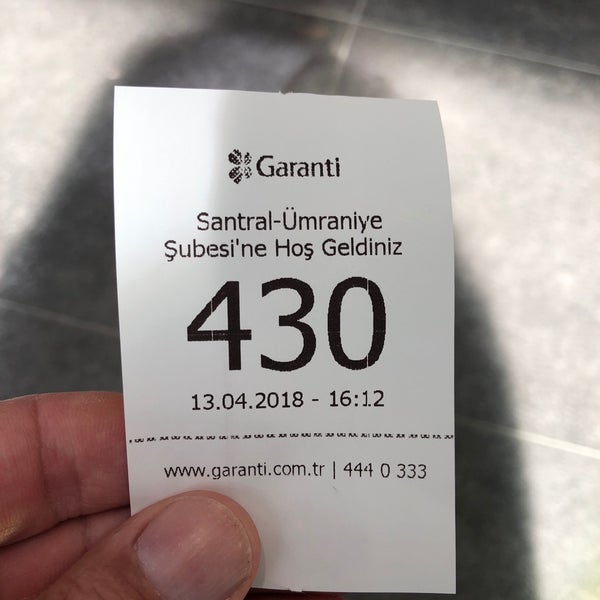 Garanti
Santral-Ümraniye
Şubesi'ne Hoş Geldiniz
430
13.04.2018 - 16:12
www.garanti.com.tr | 444 0 333